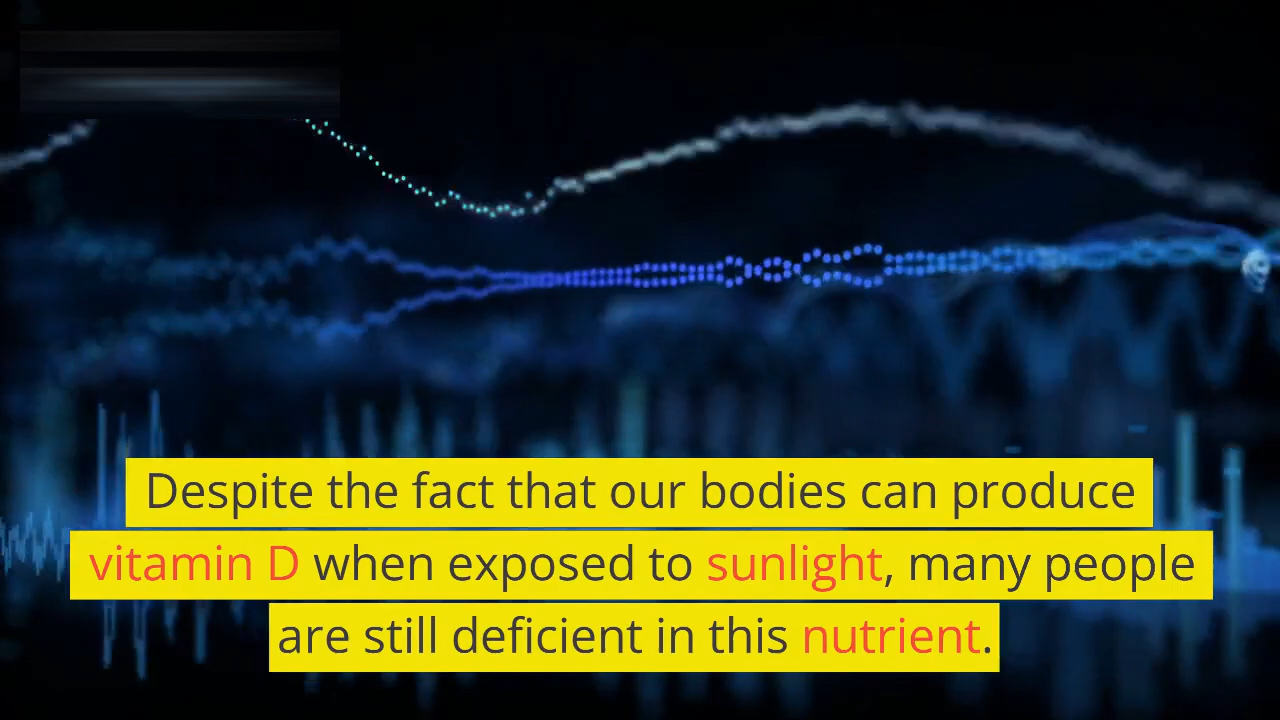 Despite the fact that our bodies can produce
vitamin D when exposed to sunlight, many people
are still deficient in this nutrient.